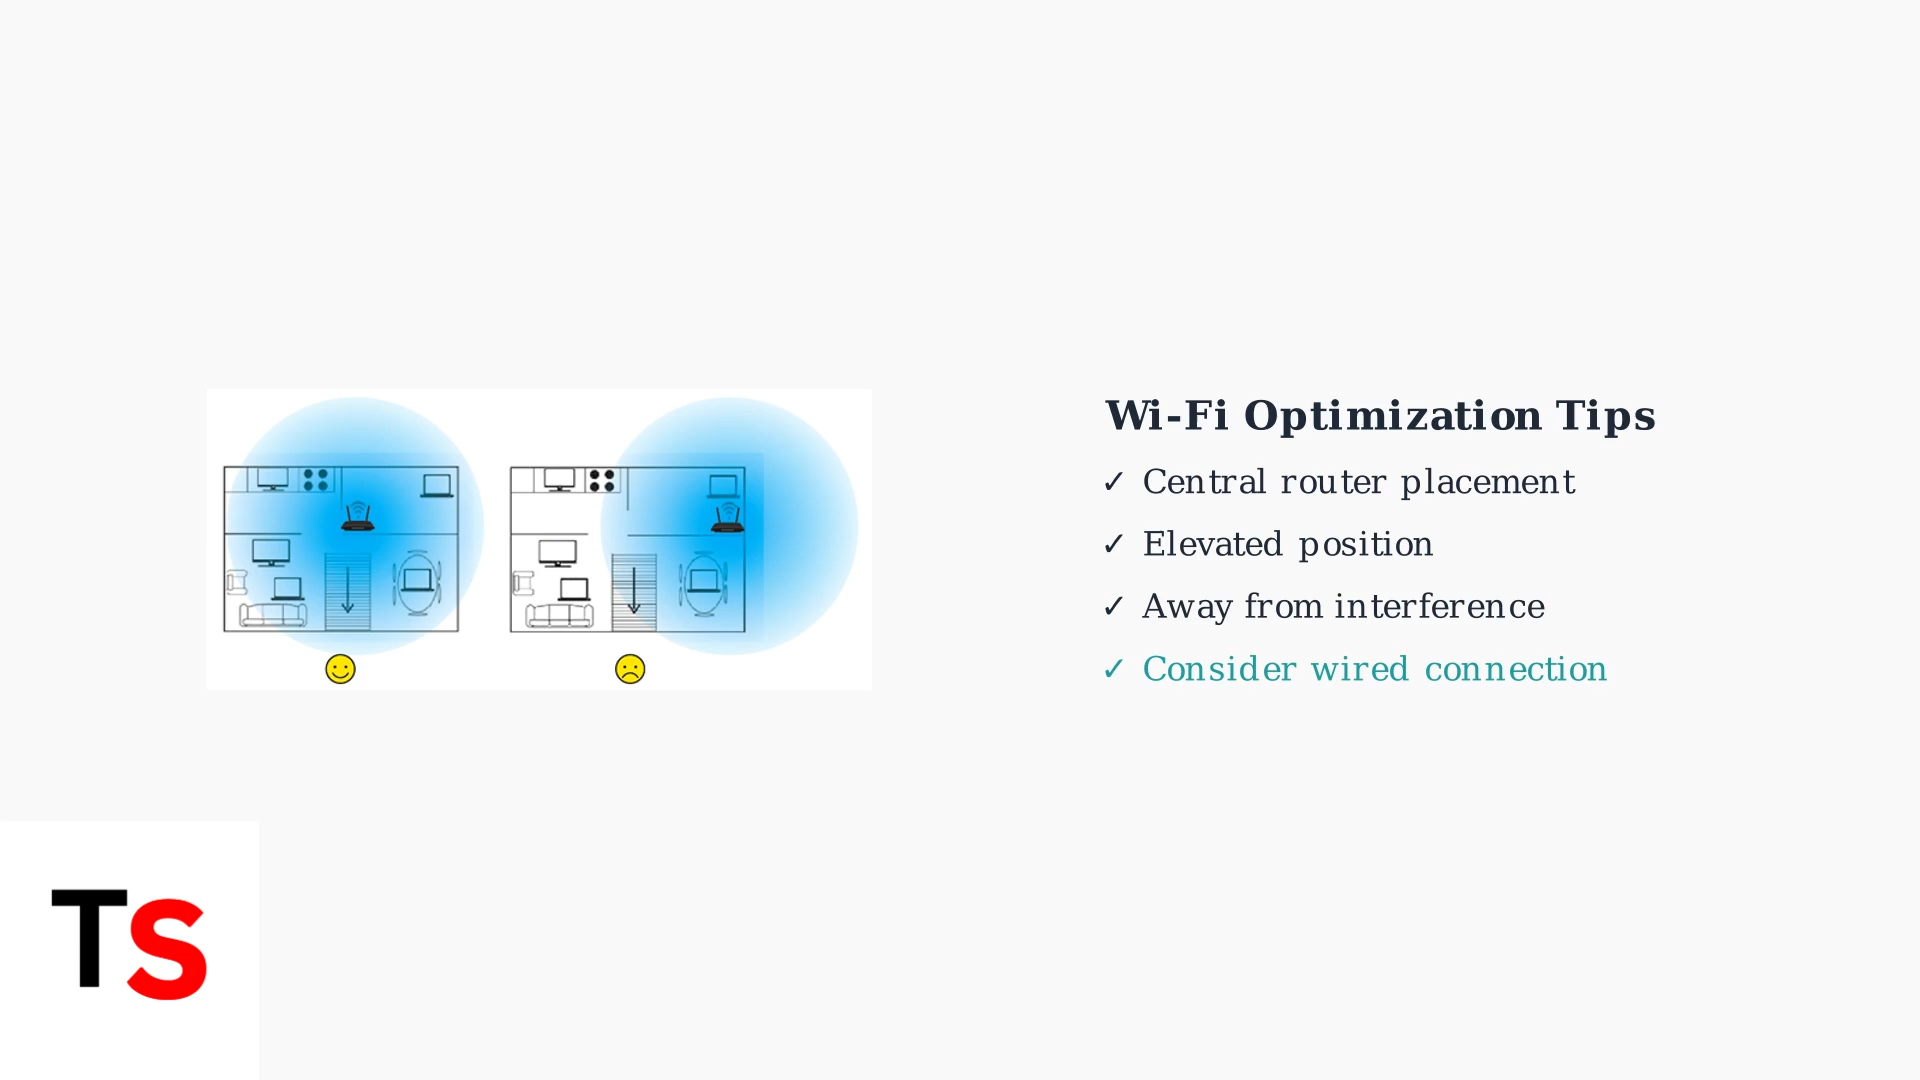 Wi-Fi Optimization Tips
✓ Central router placement
✓ Elevated position
✓ Away from interference
✓ Consider wired connection
TS